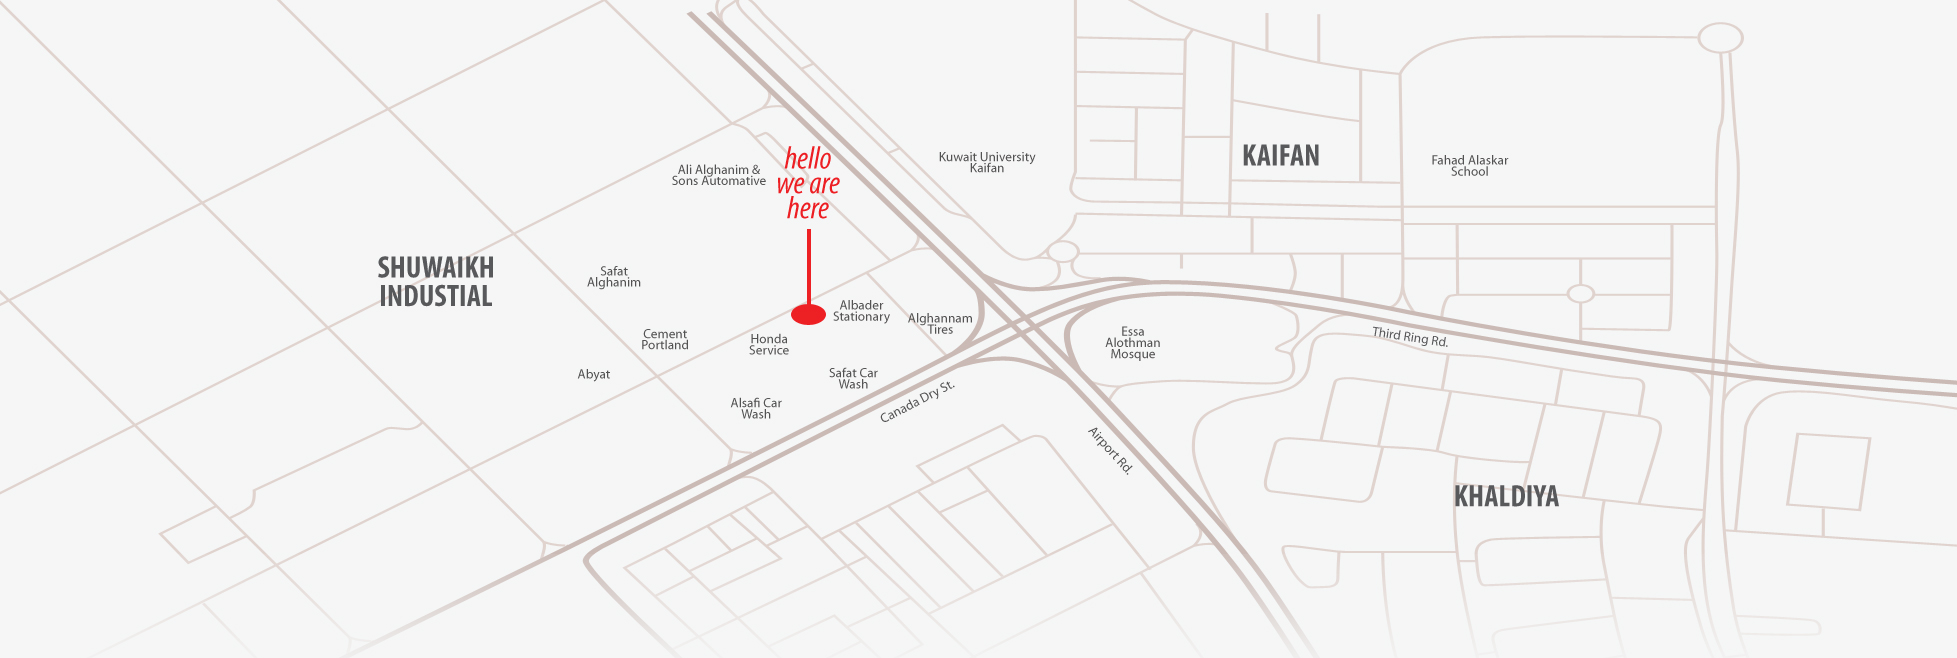 hello
we are
here
Ali Alghanim &
Sons Automative
Kuwait University
Kaifan
KAIFAN
Fahad Alaskar
School
SHUWAIKH
INDUSTIAL
Safat
Alghanim
Albader
Stationary
Alghannam
Tires
Cement
Portland
Honda
Service
Essa
Alothman
Mosque
Third Ring Rd.
Abyat
Safat Car
Wash
Canada Dry St.
Alsafi Car
Wash
Airport Rd.
KHALDIYA